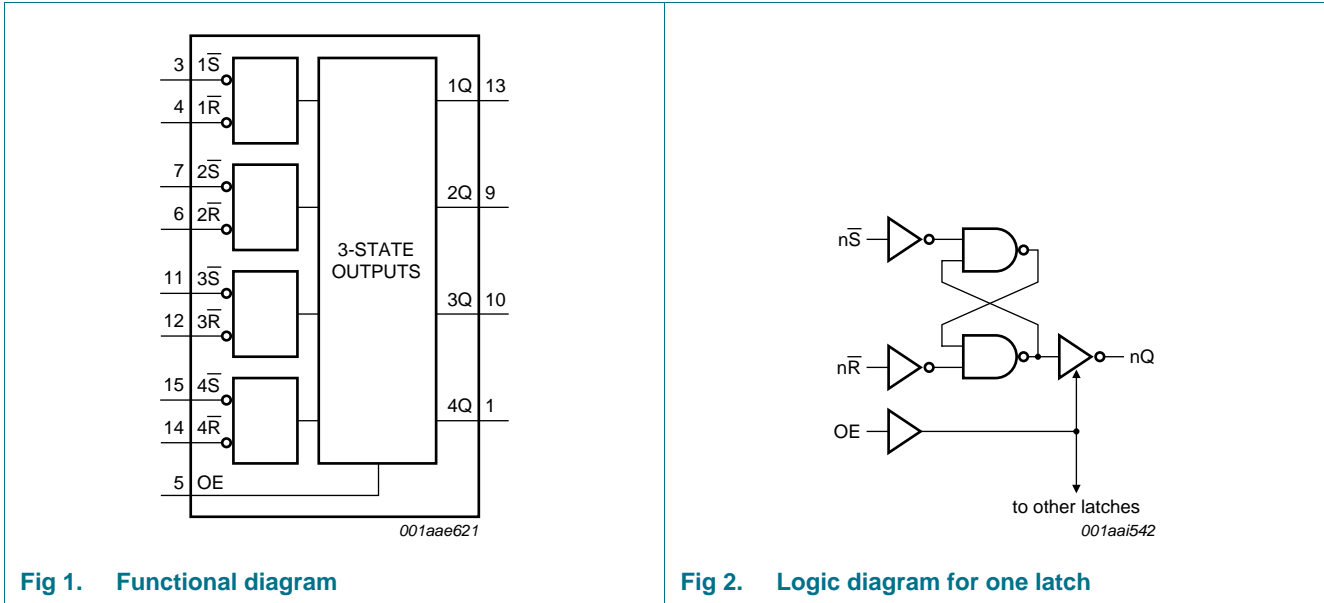 3 1S̅
4 1R̅
1Q 13
7 2S̅
6 2R̅
2Q 9
3-STATE
OUTPUTS
11 3S̅
12 3R̅
3Q 10
15 4S̅
14 4R̅
4Q 1
5 OE
001aae621
Fig 1. Functional diagram
nS̅
nR̅
nQ
OE
to other latches
001aai542
Fig 2. Logic diagram for one latch